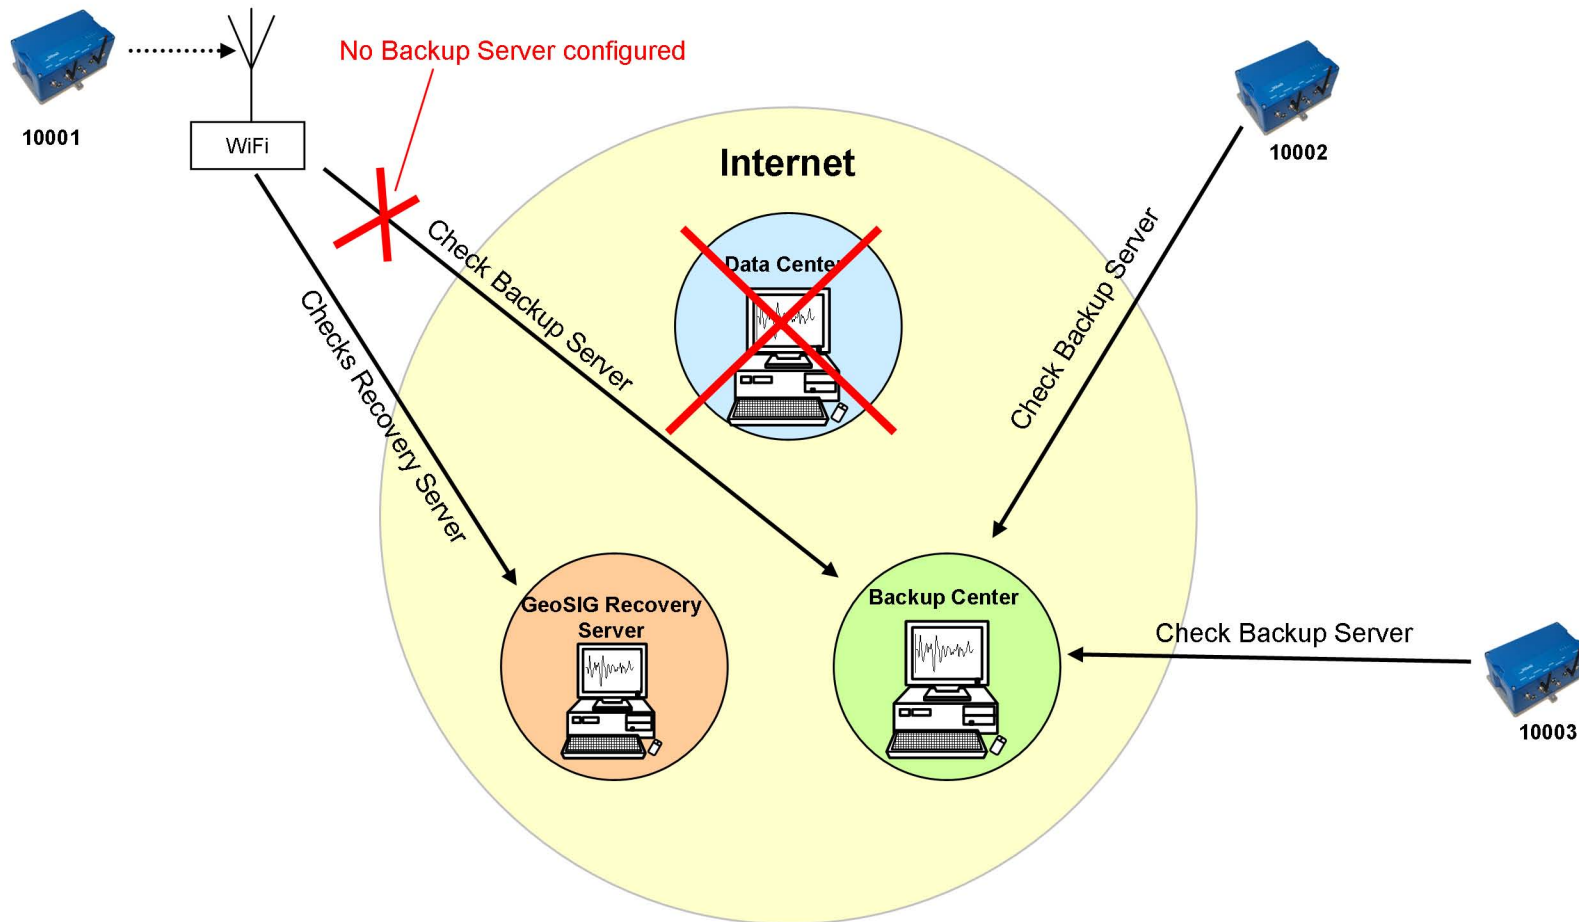 No Backup Server configured
10001
WiFi
Internet
10002
Data Center
Check Backup Server
Check Backup Server
Checks Recovery Server
GeoSIG Recovery
Server
Backup Center
Check Backup Server
10003